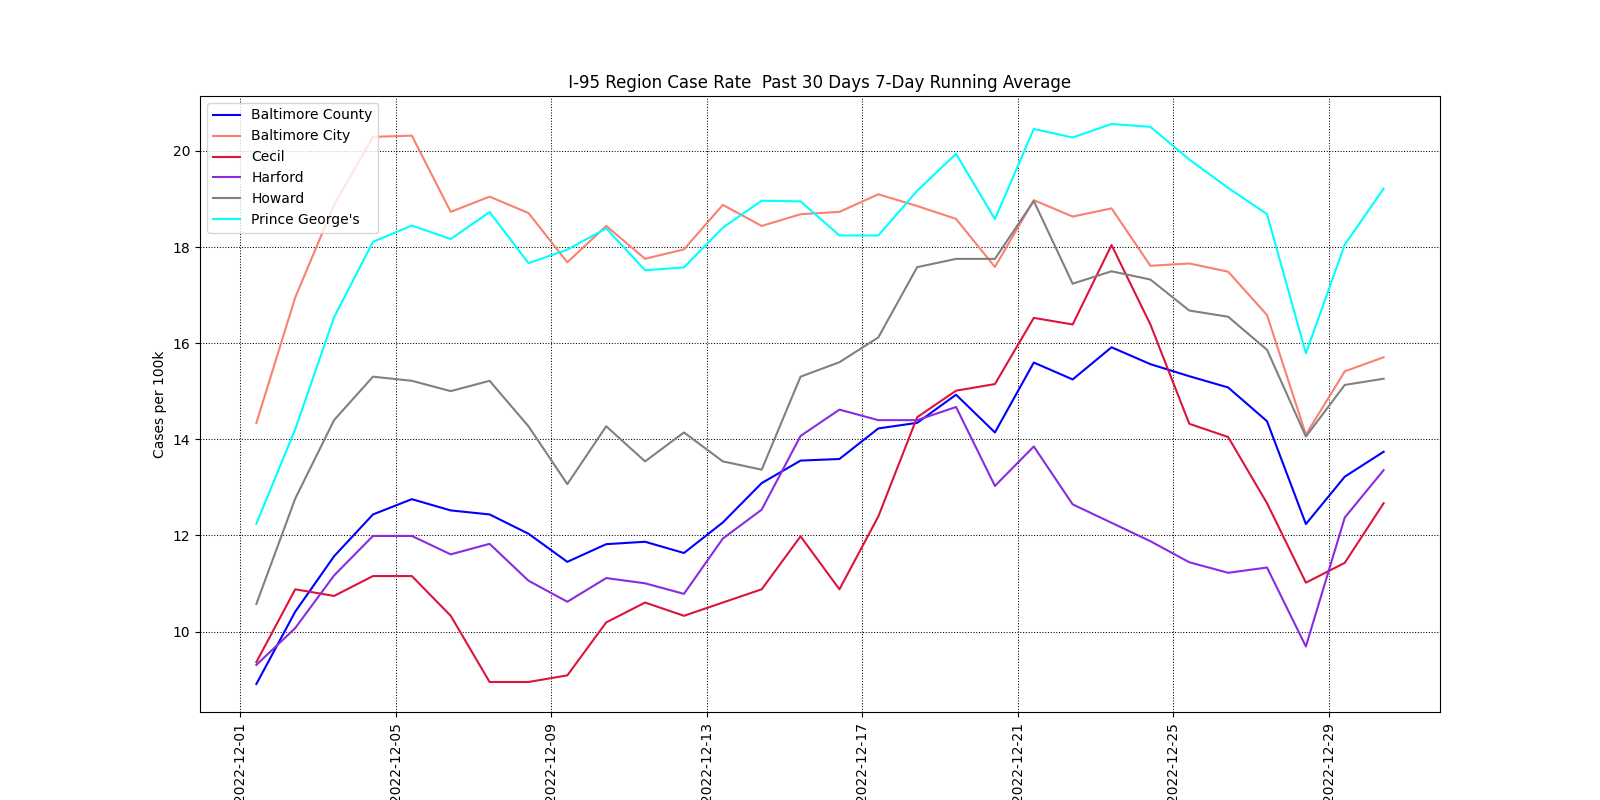 I-95 Region Case Rate  Past 30 Days 7-Day Running Average
Baltimore County
Baltimore City
Cecil
Harford
Howard
Prince George's
Cases per 100k
20
18
16
14
12
10
2022-12-01
2022-12-05
2022-12-09
2022-12-13
2022-12-17
2022-12-21
2022-12-25
2022-12-29